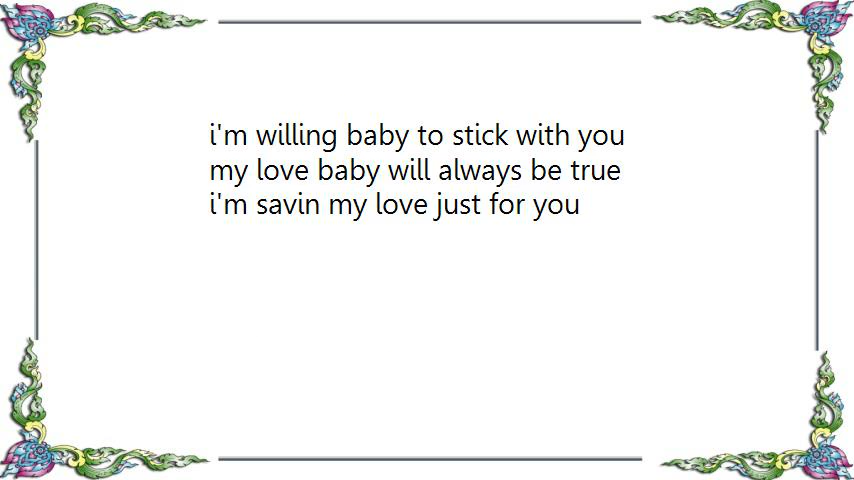 i'm willing baby to stick with you
my love baby will always be true
i'm savin my love just for you